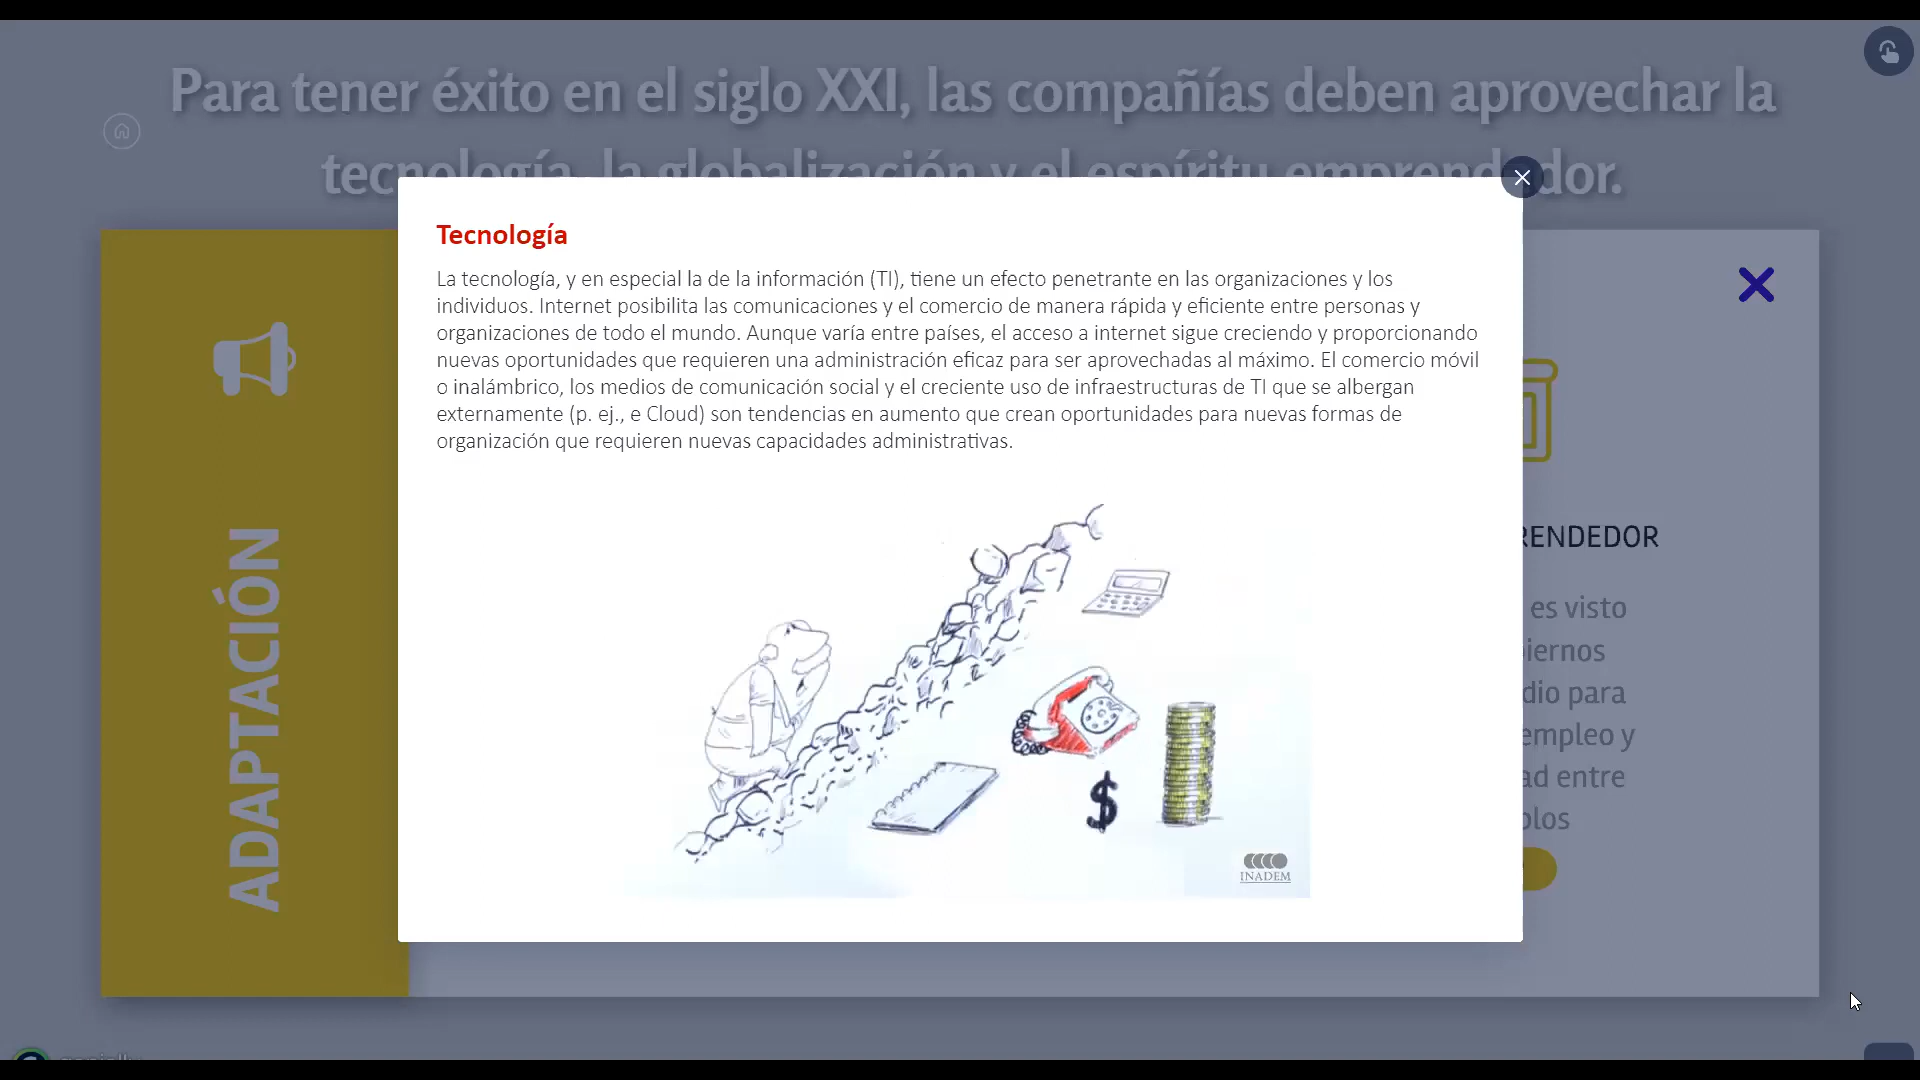 Para tener éxito en el siglo XXI, las compañías deben aprovechar la
tecnología, la globalización y el espíritu emprendedor.
ADAPTACIÓN
Tecnología
La tecnología, y en especial la de la información (TI), tiene un efecto penetrante en las organizaciones y los
individuos. Internet posibilita las comunicaciones y el comercio de manera rápida y eficiente entre personas y
organizaciones de todo el mundo. Aunque varía entre países, el acceso a internet sigue creciendo y proporcionando
nuevas oportunidades que requieren una administración eficaz para ser aprovechadas al máximo. El comercio móvil
o inalámbrico, los medios de comunicación social y el creciente uso de infraestructuras de TI que se albergan
externamente (p. ej., e Cloud) son tendencias en aumento que crean oportunidades para nuevas formas de
organización que requieren nuevas capacidades administrativas.
$
INADEM
RENDEDOR
es visto
iernos
dio para
empleo y
ad entre